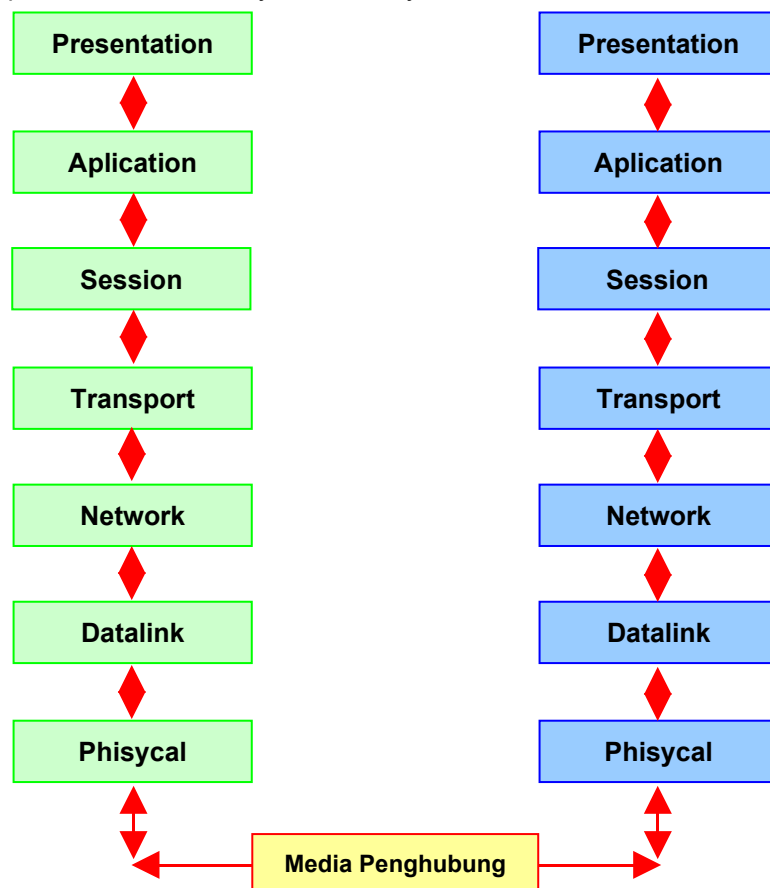 Presentation
Presentation
Aplication
Aplication
Session
Session
Transport
Transport
Network
Network
Datalink
Datalink
Phisycal
Phisycal
Media Penghubung